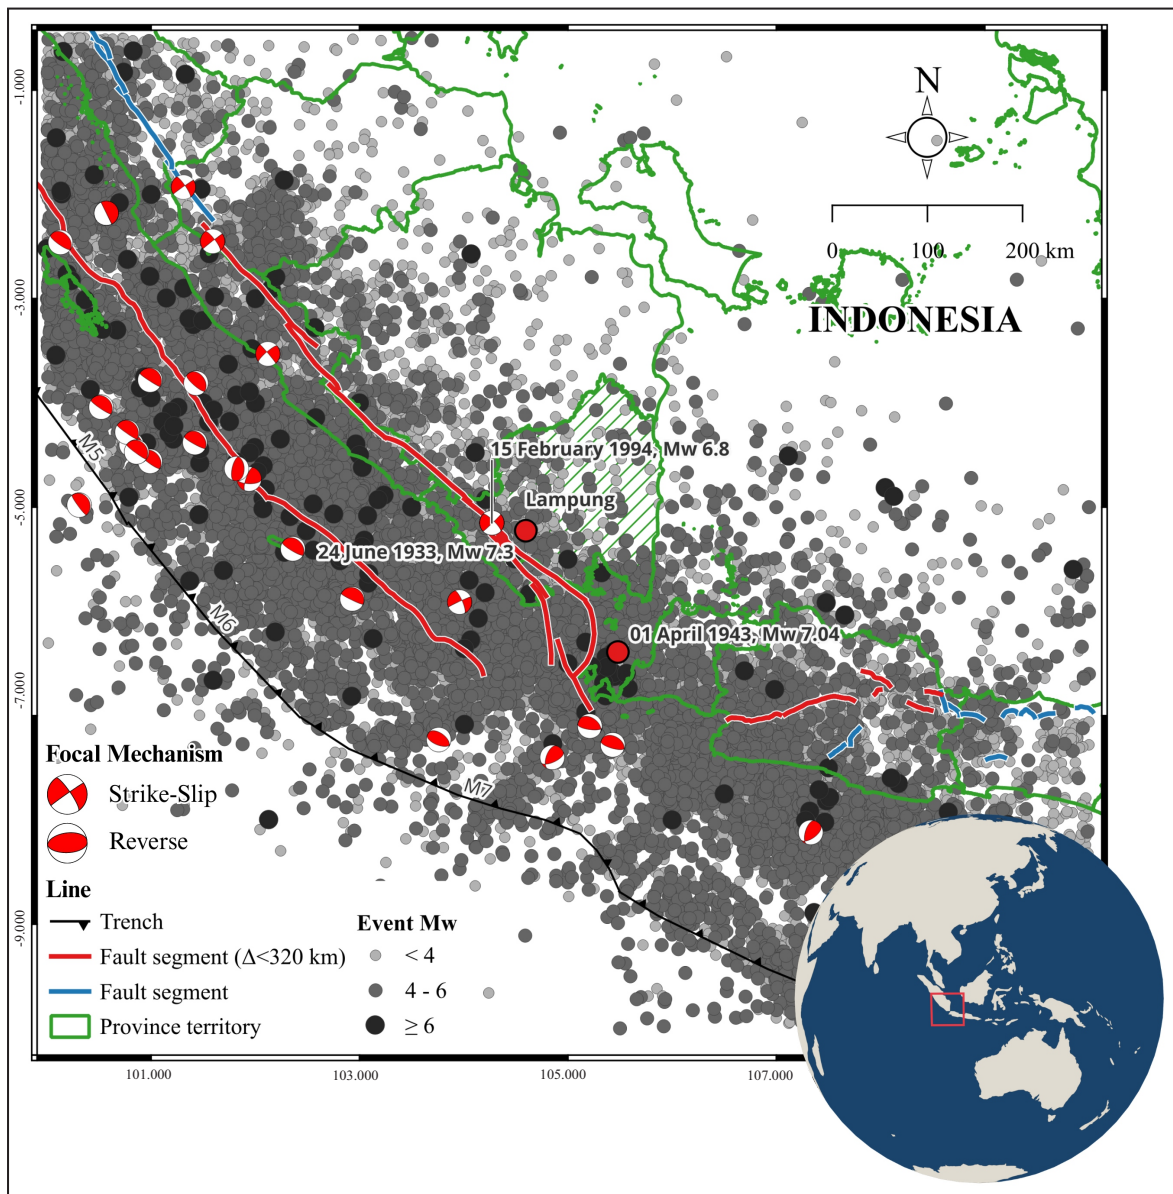 -1.000
N
0 100 200 km
-3.000
INDONESIA
M5
15 February 1994, Mw 6.8
Lampung
-5.000
24 June 1933, Mw 7.3
M6
01 April 1943, Mw 7.04
-7.000
M7
Focal Mechanism
Strike-Slip
Reverse
Line
Trench
Fault segment (Δ<320 km)
Fault segment
Province territory
Event Mw
< 4
4 - 6
≥ 6
-9.000
101.000
103.000
105.000
107.000